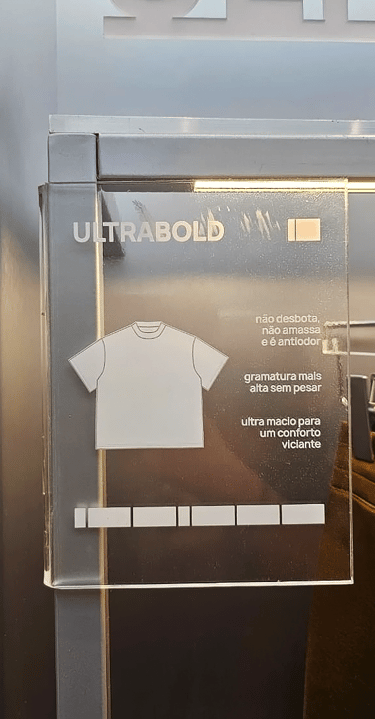 ULTRABOLD
não desbota,
não amassa
e é antiodor
gramatura mais
alta sem pesar
ultra macio para
um conforto
viciante